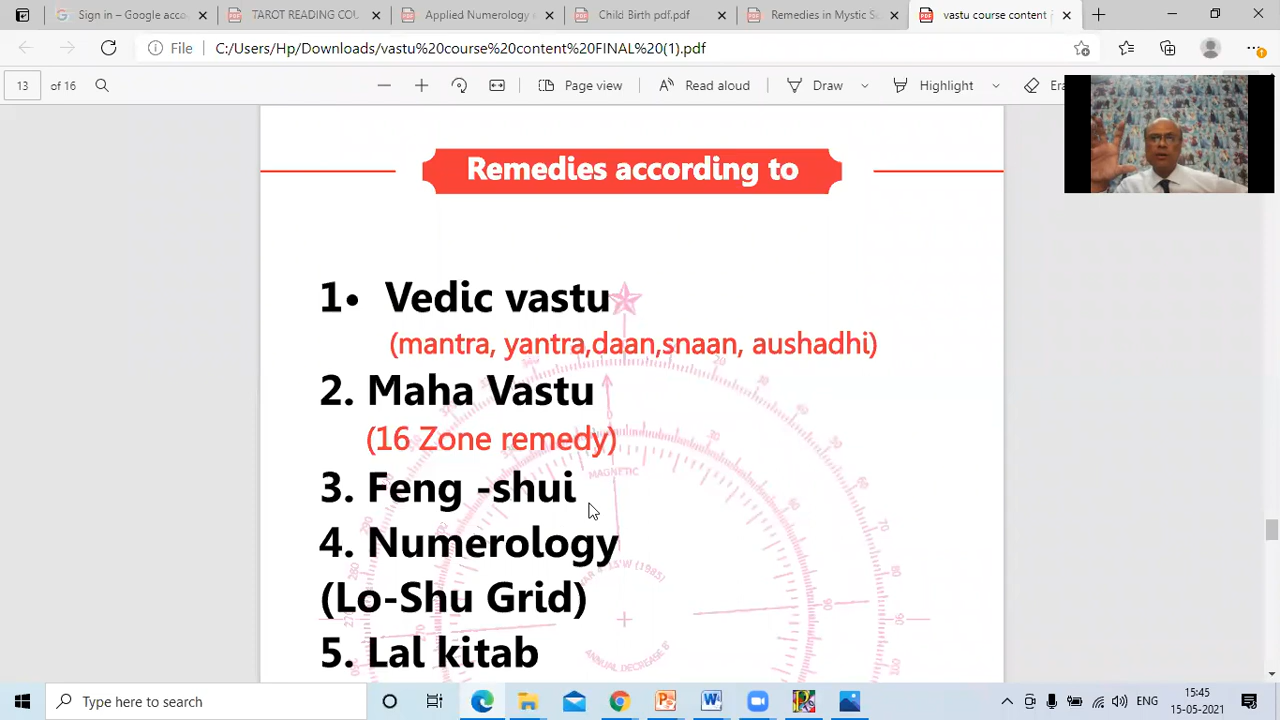 Sign in - Google acco
TAROT READING COU
Child Birth pdf.pdf
Remedies in Mystic Sc
vastu course content
File
C:/Users/Hp/Downloads/vastu%20course%20content%20FINAL%20(1).pdf
13 of 16
Page view
Read aloud
Draw
Highlight
Era
Remedies according to
1• Vedic vastu
(mantra, yantra,daan,snaan, aushadhi)
2. Maha Vastu
(16 Zone remedy)
3. Feng -shui
MAGNETIC
4. Numerology
(Lo-Shu Grid)
5. Lal kitab
Type here to search
ENG
15:45
15-05-2021